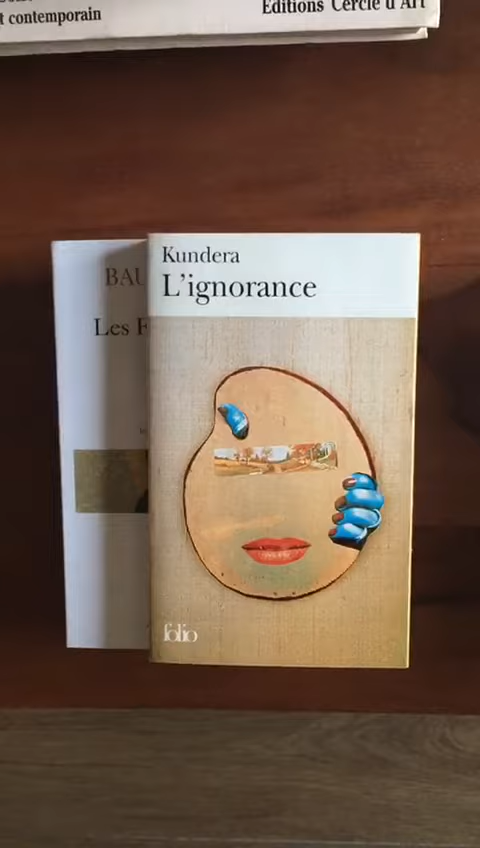 t contemporain
Editions Cercle d'Art
Kundera
L'ignorance
BAU
Les F
folio